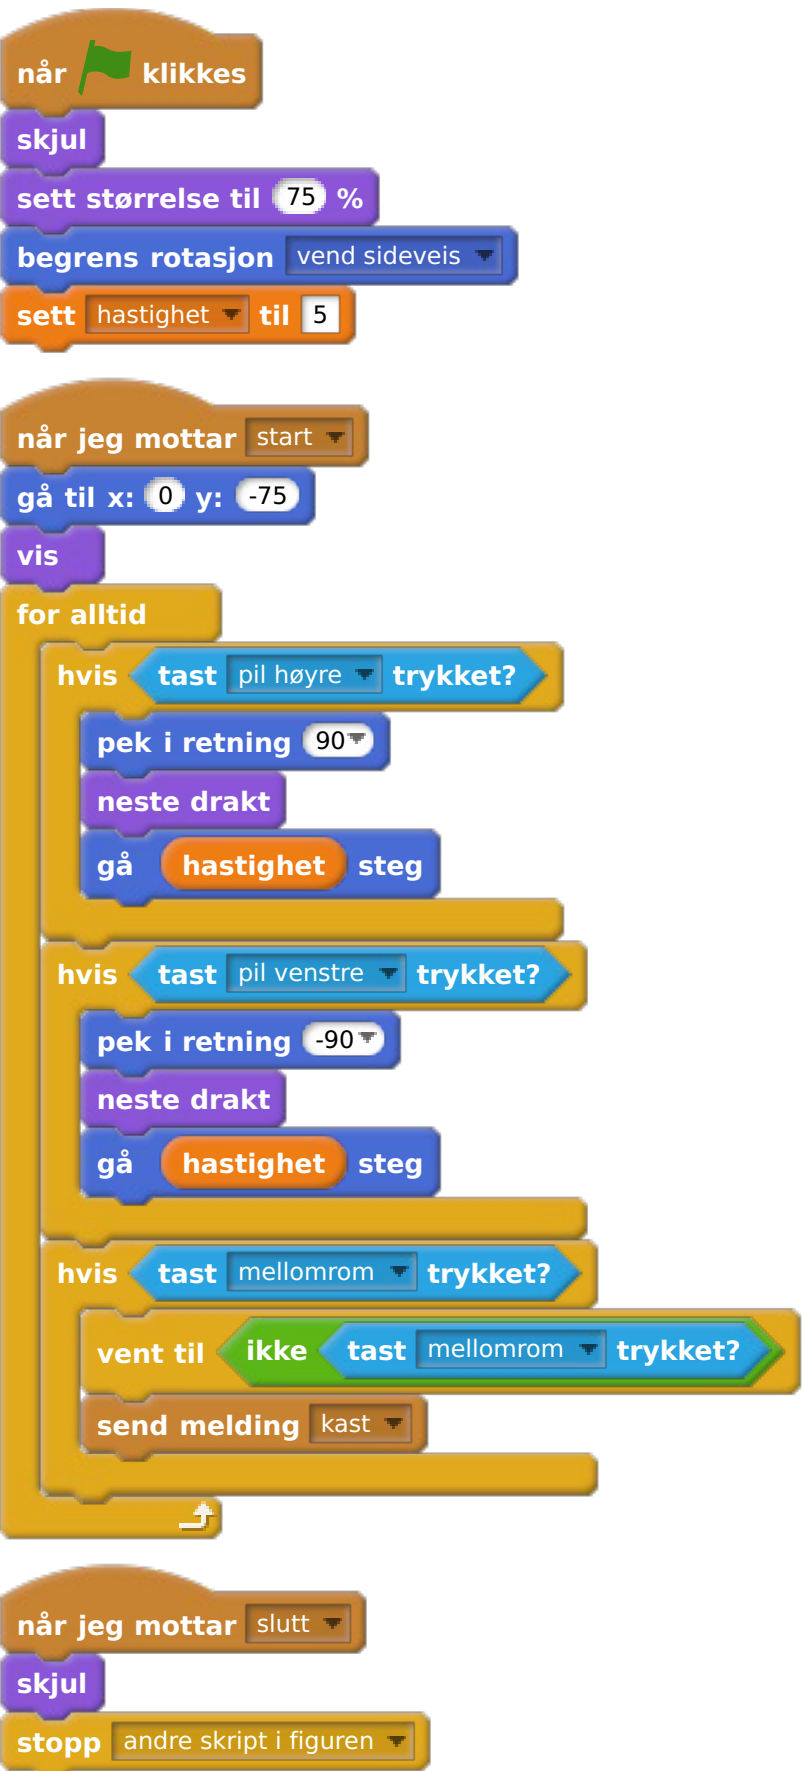 når klikkes
skjul
sett størrelse til 75 %
begrens rotasjon vend sideveis
sett hastighet til 5
når jeg mottar start
gå til x: 0 y: -75
vis
for alltid
hvis tast pil høyre trykket?
pek i retning 90
neste drakt
gå hastighet steg
hvis tast pil venstre trykket?
pek i retning -90
neste drakt
gå hastighet steg
hvis tast mellomrom trykket?
vent til ikke tast mellomrom trykket?
send melding kast
når jeg mottar slutt
skjul
stopp andre skript i figuren